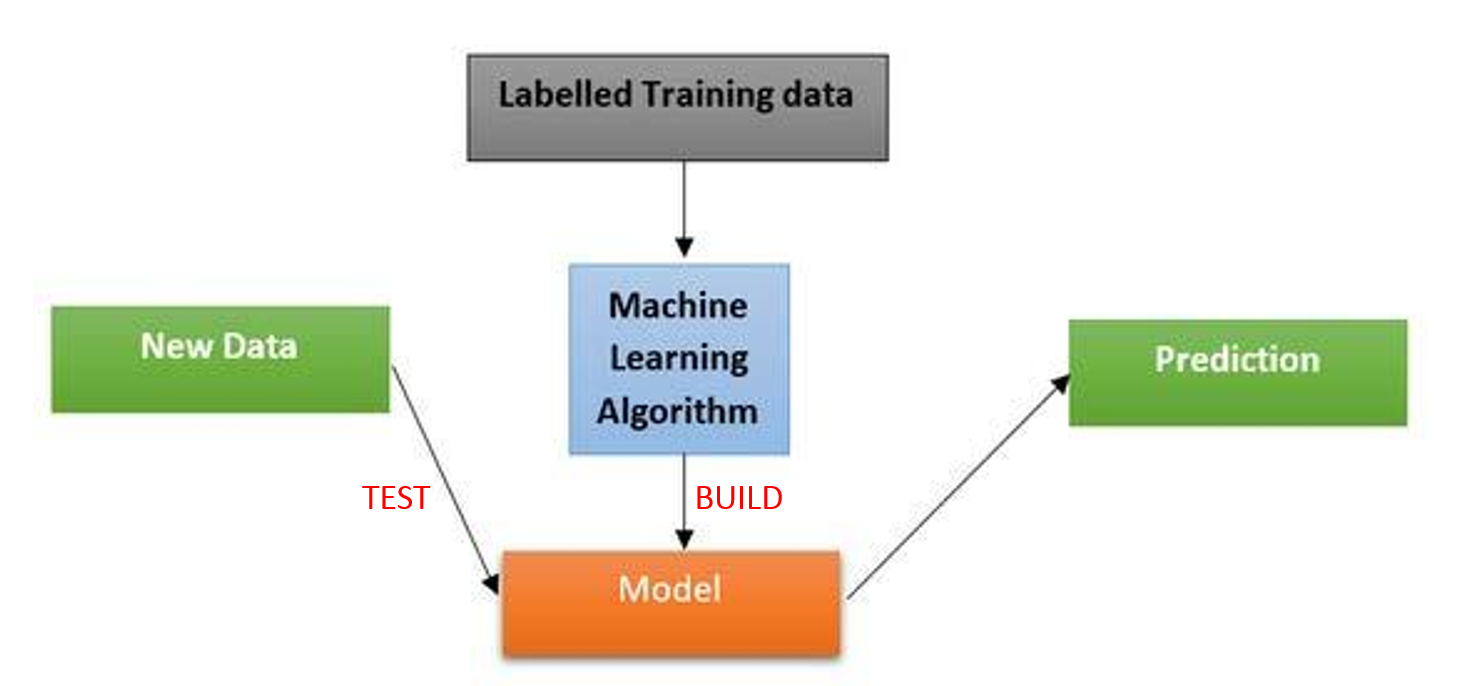 Labelled Training data
Machine
Learning
Algorithm
New Data
Prediction
TEST
BUILD
Model